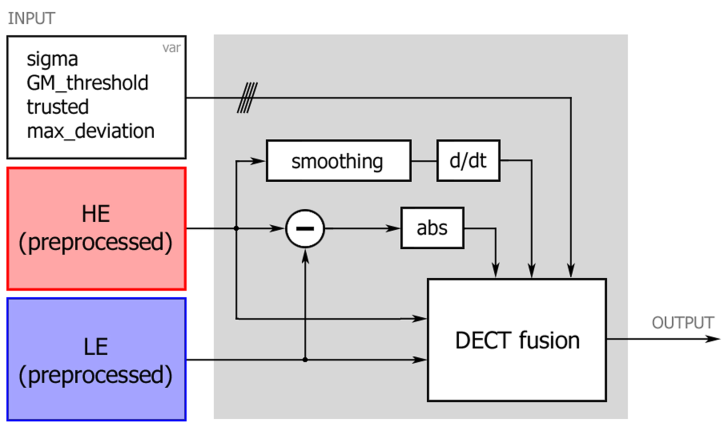 INPUT
var
sigma
GM_threshold
trusted
max_deviation
smoothing
d/dt
HE
(preprocessed)
abs
LE
(preprocessed)
DECT fusion
OUTPUT